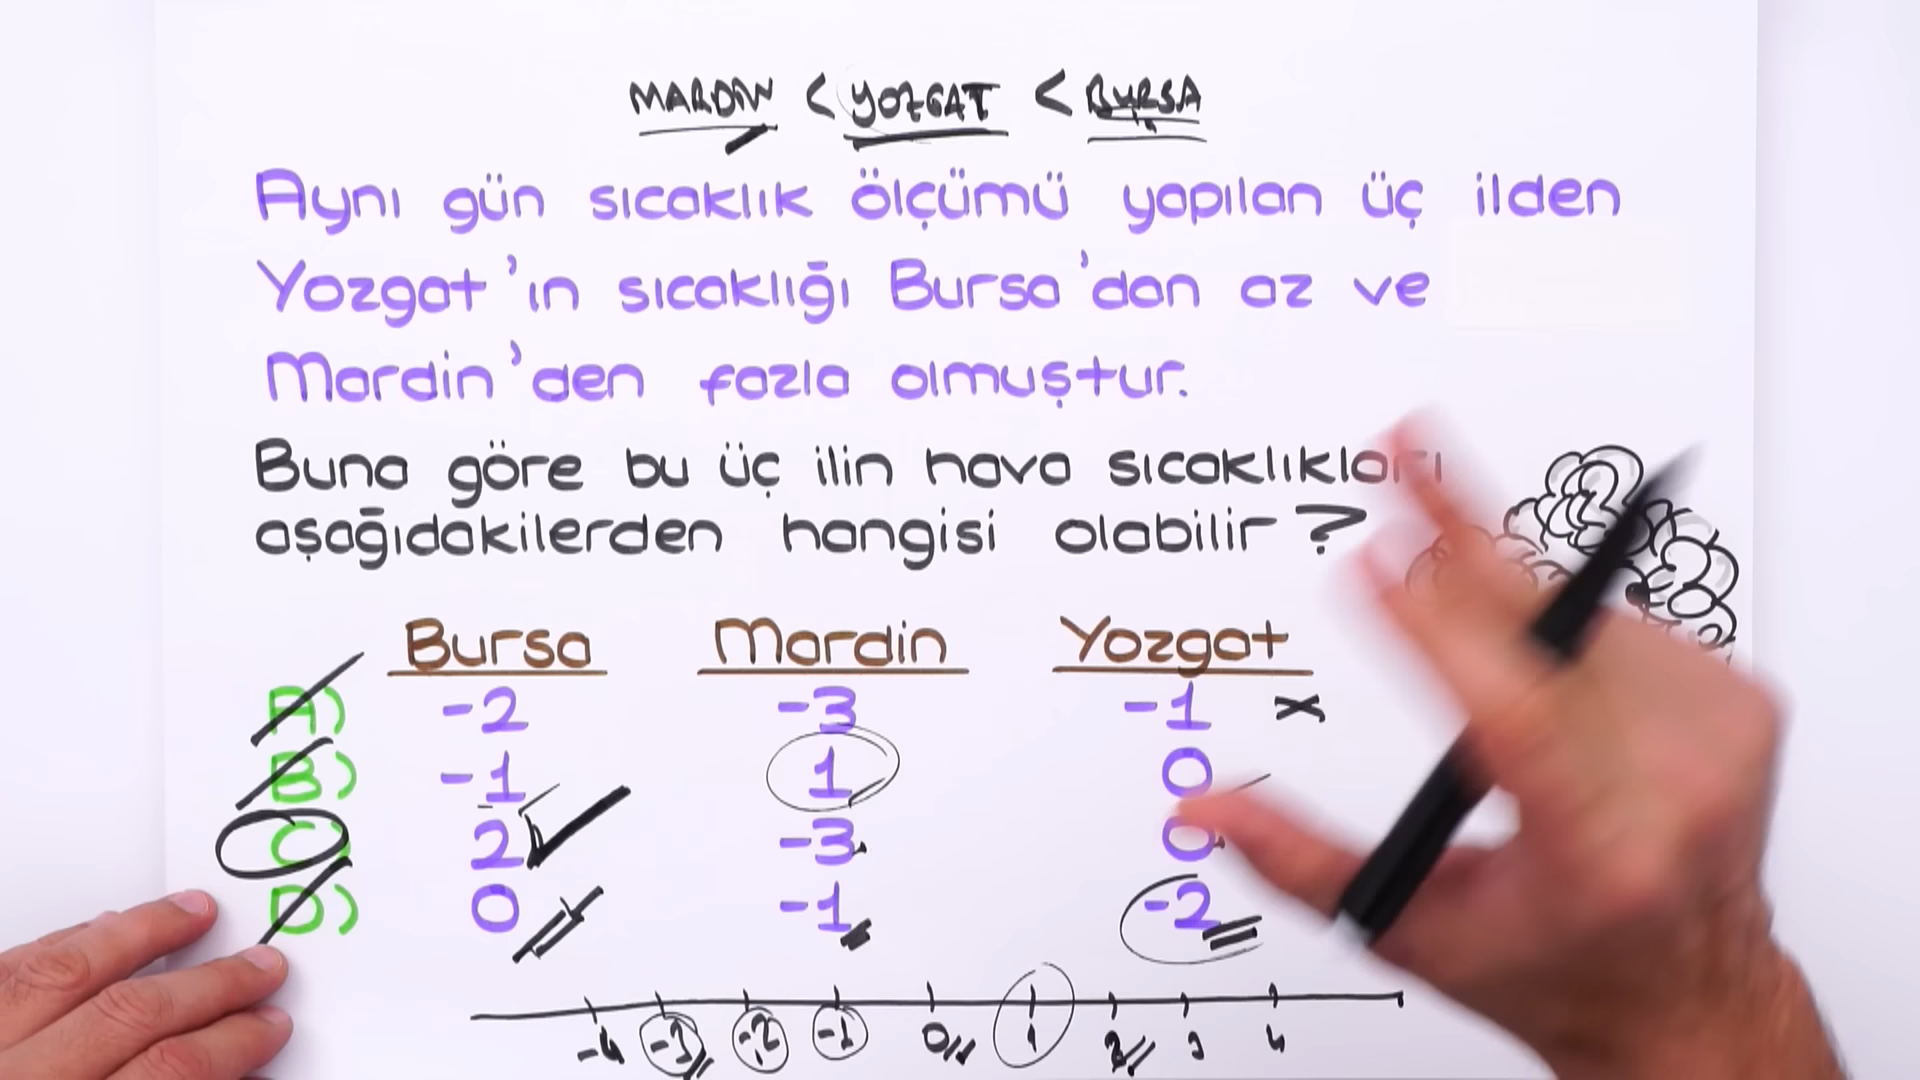 MARDİN < YOZGAT < BURSA
Aynı gün sıcaklık ölçümü yapılan üç ilden
Yozgat'ın sıcaklığı Bursa'dan az ve
Mardin'den fazla olmuştur.
Buna göre bu üç ilin hava sıcaklıkları
aşağıdakilerden hangisi olabilir?
Bursa Mardin Yozgat
A) -2 -3 -1 x
B) -1 1 0
C) 2 -3 0
D) 0 -1 -2
-4 -3 -2 -1 0 1 2 3 4